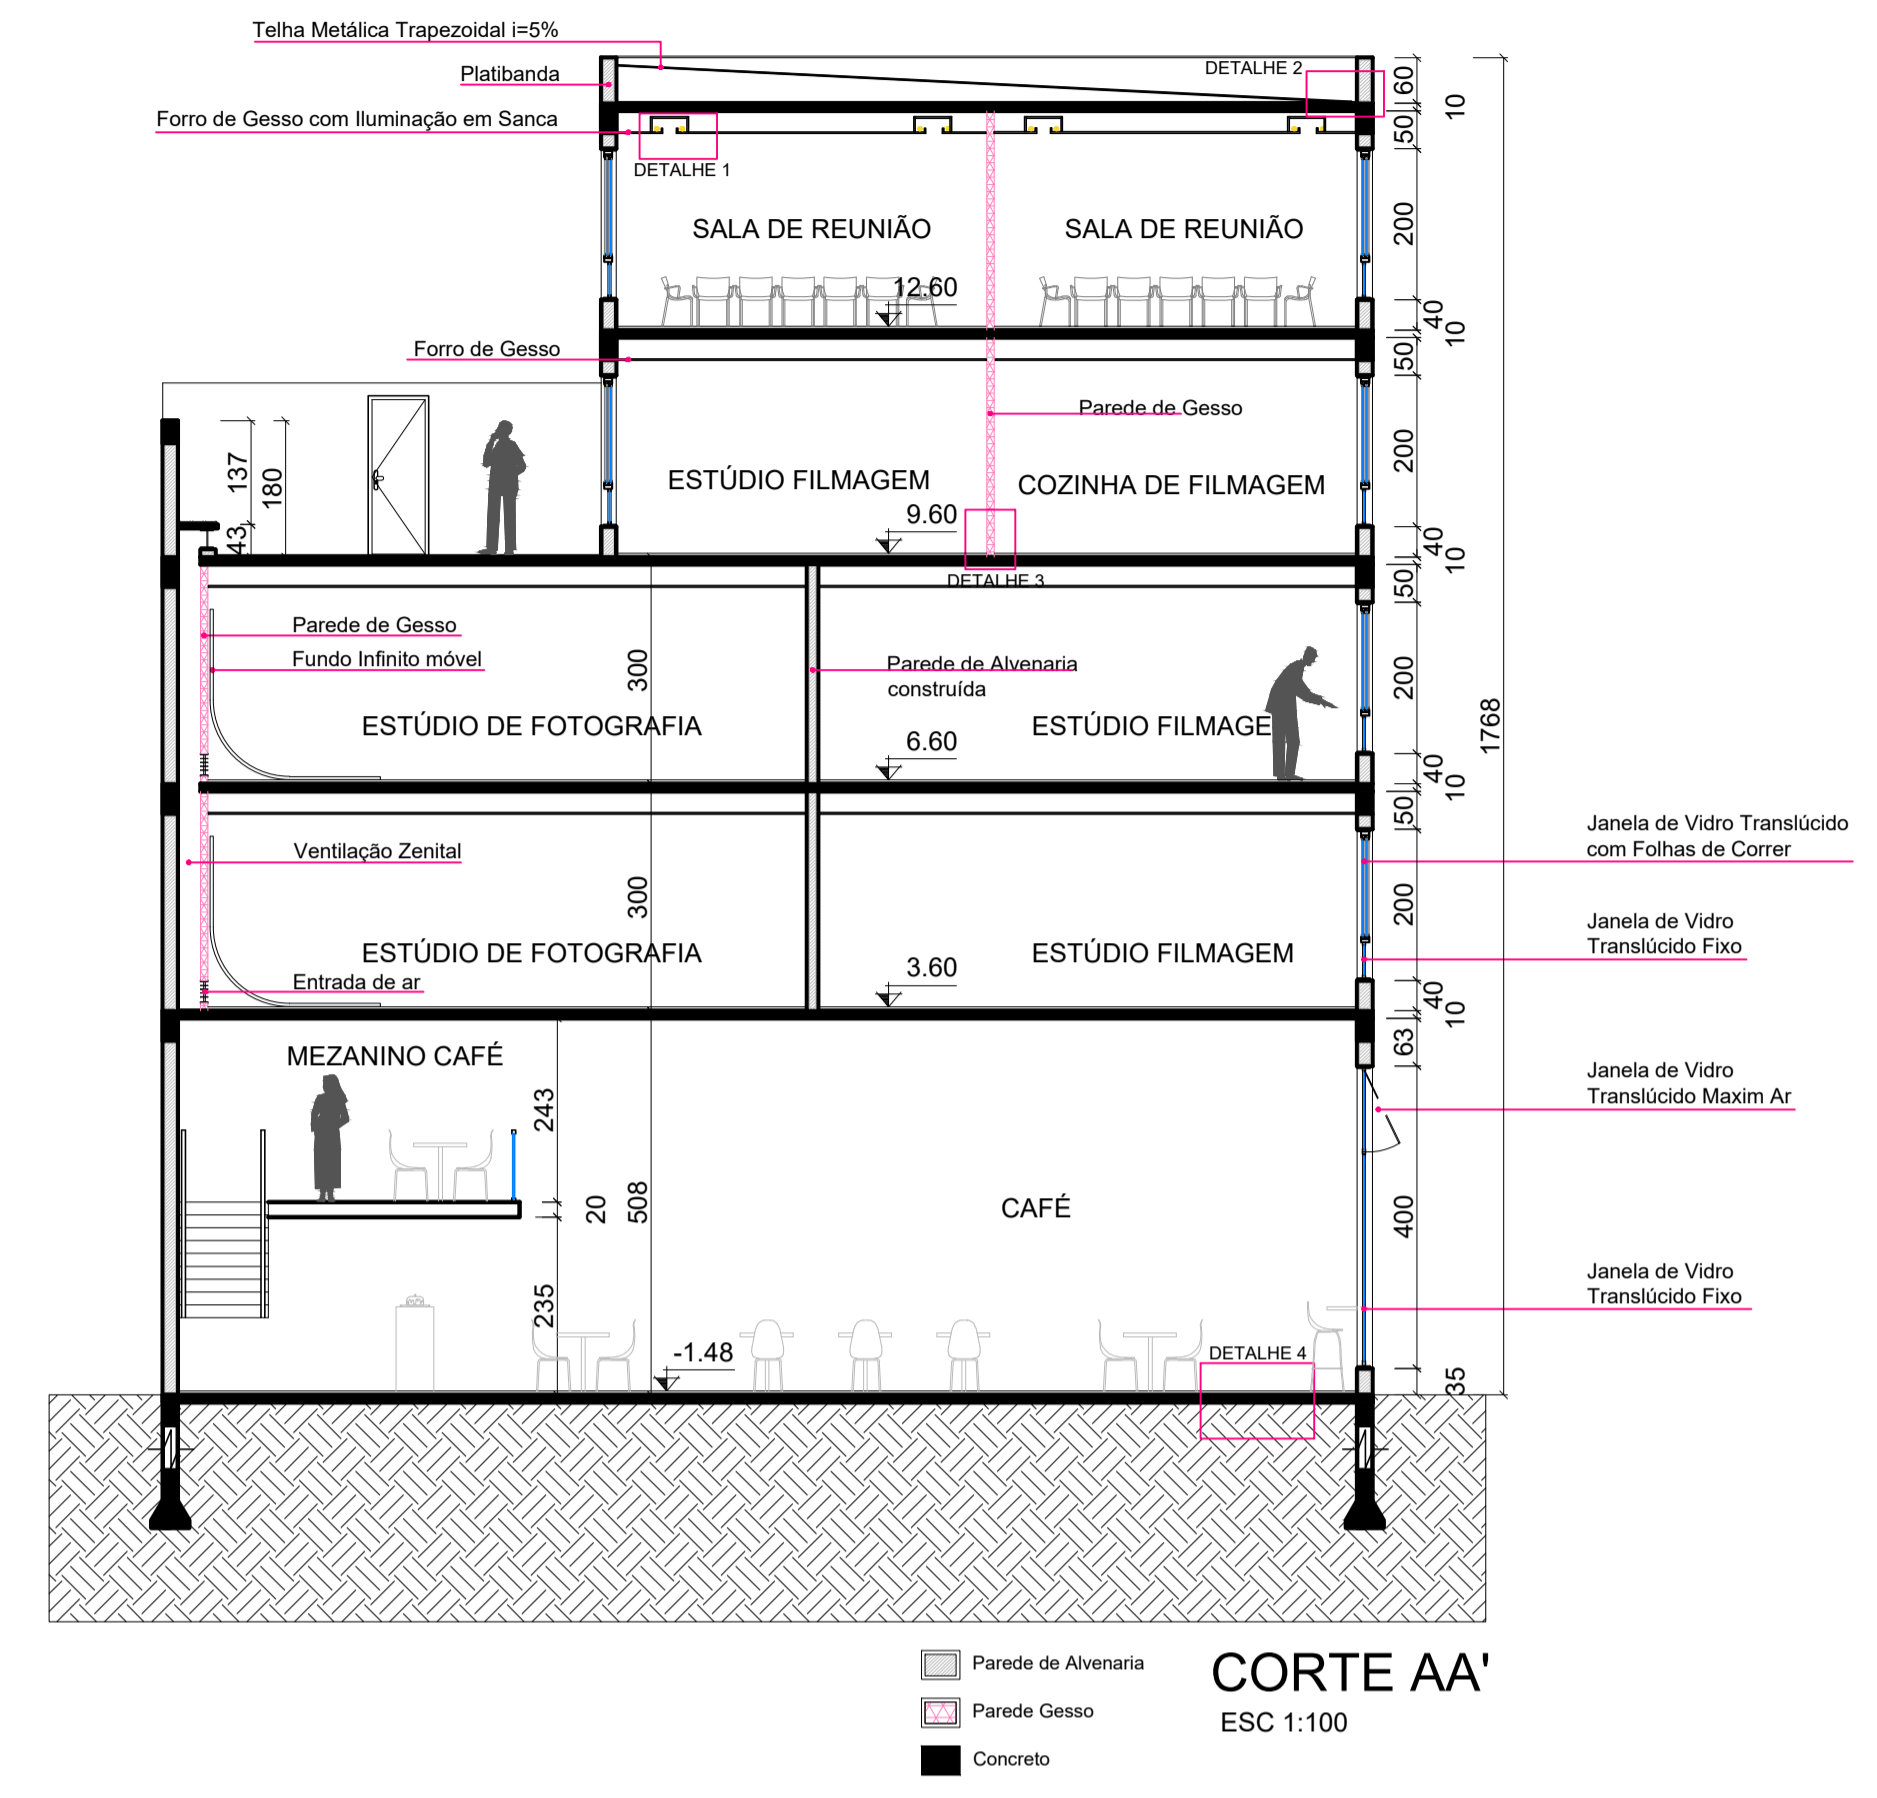 Telha Metálica Trapezoidal i=5%
Platibanda
DETALHE 2
60
10
Forro de Gesso com Iluminação em Sanca
50
DETALHE 1
SALA DE REUNIÃO
SALA DE REUNIÃO
200
12.60
40
10
Forro de Gesso
50
Parede de Gesso
137
180
43
ESTÚDIO FILMAGEM
COZINHA DE FILMAGEM
200
9.60
40
10
DETALHE 3
50
Parede de Gesso
Fundo Infinito móvel
300
Parede de Alvenaria
construída
ESTÚDIO DE FOTOGRAFIA
ESTÚDIO FILMAGE
200
1768
6.60
40
10
50
Janela de Vidro Translúcido
com Folhas de Correr
Ventilação Zenital
300
200
Janela de Vidro
Translúcido Fixo
ESTÚDIO DE FOTOGRAFIA
ESTÚDIO FILMAGEM
Entrada de ar
3.60
40
10
63
MEZANINO CAFÉ
243
Janela de Vidro
Translúcido Maxim Ar
20
508
CAFÉ
400
235
Janela de Vidro
Translúcido Fixo
-1.48
DETALHE 4
35
Parede de Alvenaria
Parede Gesso
Concreto
CORTE AA'
ESC 1:100